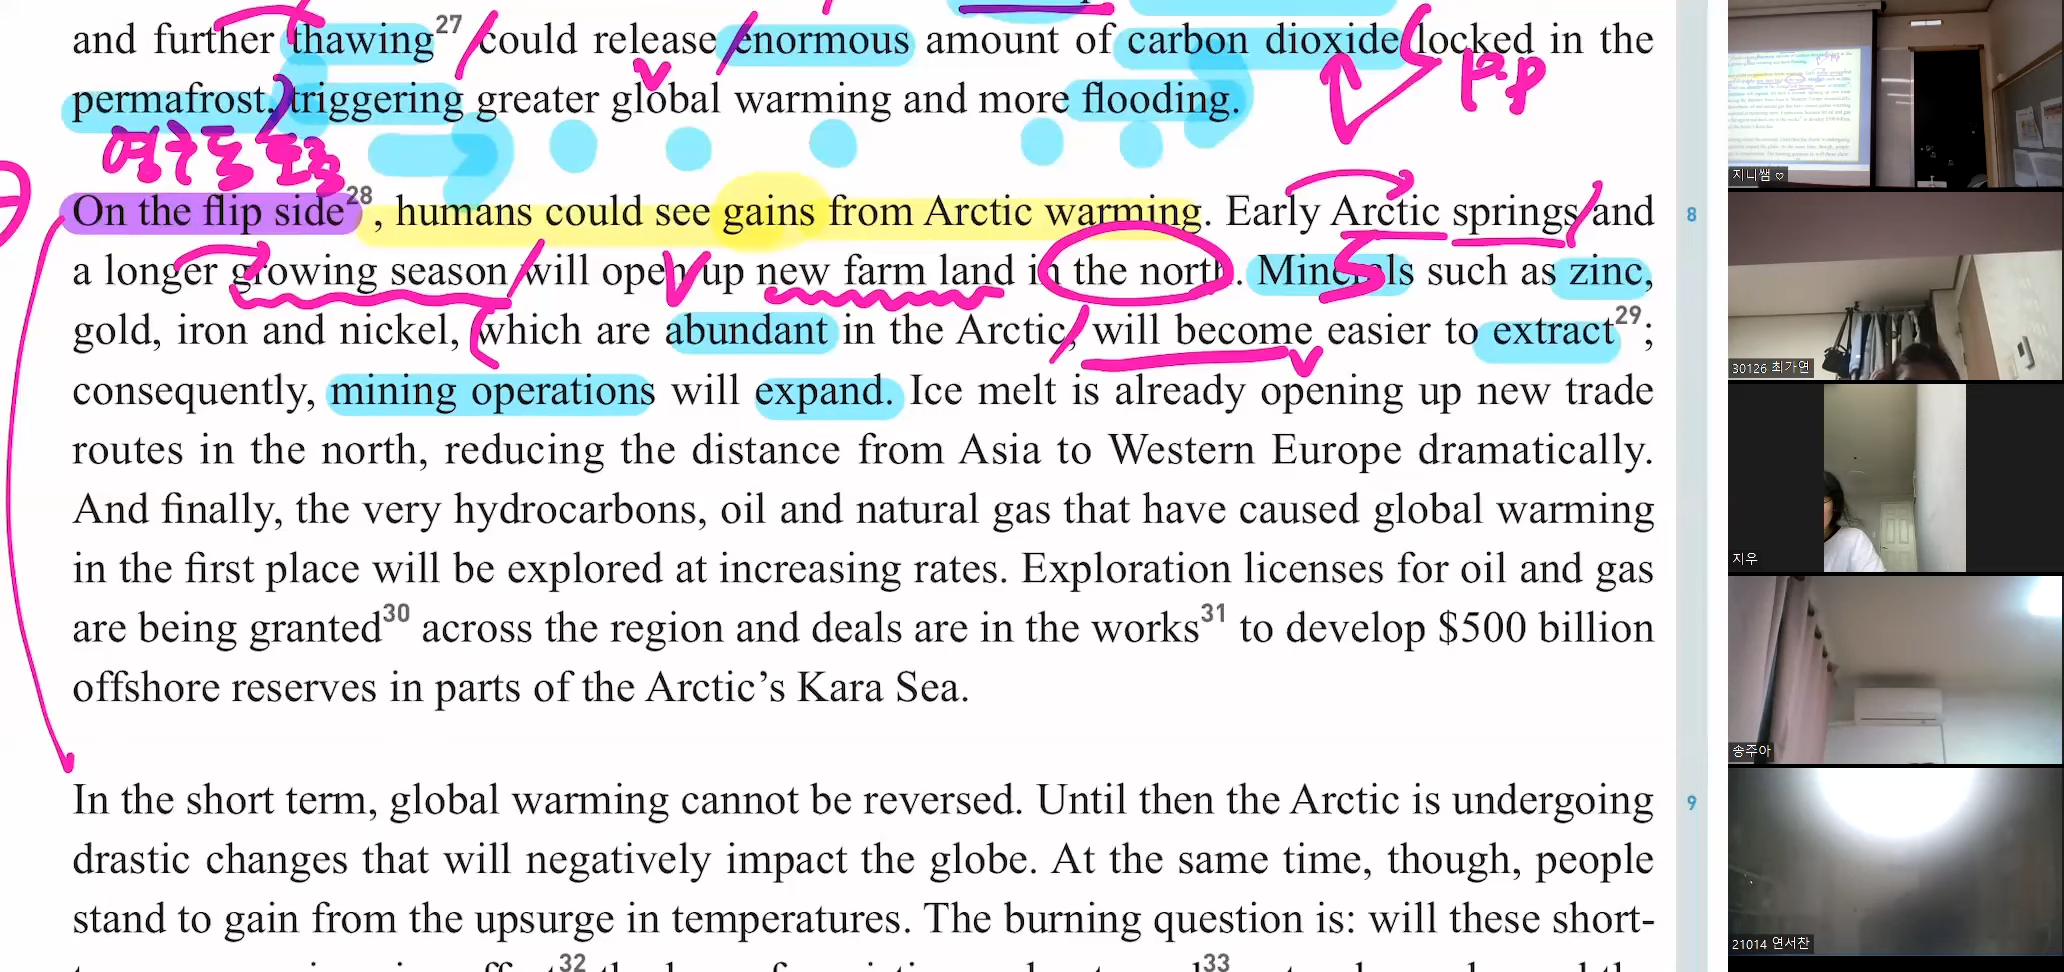 and further thawing27 could release enormous amount of carbon dioxide locked in the
p.p
permafrost, triggering greater global warming and more flooding.
On the flip side28, humans could see gains from Arctic warming. Early Arctic springs and
8
a longer growing season will open up new farm land in the north. Minerals such as zinc,
S
gold, iron and nickel, which are abundant in the Arctic, will become easier to extract29;
consequently, mining operations will expand. Ice melt is already opening up new trade
routes in the north, reducing the distance from Asia to Western Europe dramatically.
And finally, the very hydrocarbons, oil and natural gas that have caused global warming
in the first place will be explored at increasing rates. Exploration licenses for oil and gas
are being granted30 across the region and deals are in the works31 to develop $500 billion
offshore reserves in parts of the Arctic’s Kara Sea.
In the short term, global warming cannot be reversed. Until then the Arctic is undergoing
9
drastic changes that will negatively impact the globe. At the same time, though, people
stand to gain from the upsurge in temperatures. The burning question is: will these short-
32
33
지니쌤 ♡
30126 최가연
지우
송주아
21014 연서찬